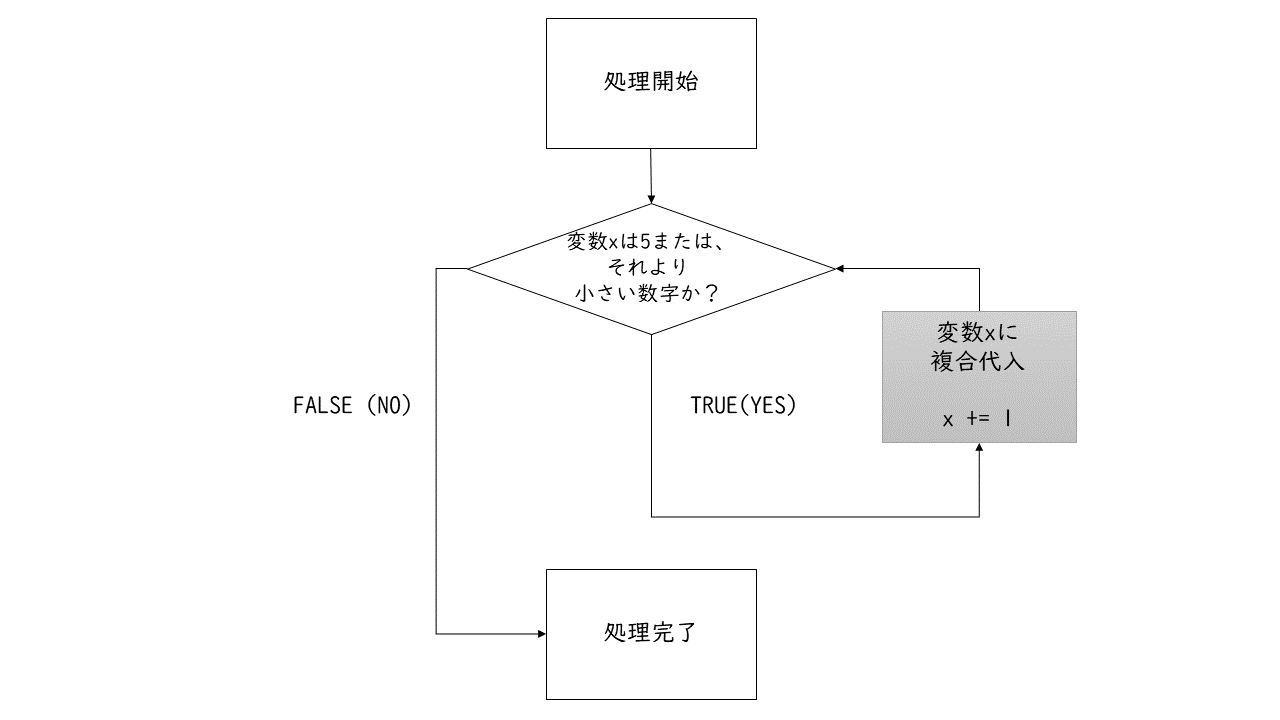 処理開始
変数xは5または、
それより
小さい数字か？
変数xに
複合代入
x += 1
FALSE (NO)
TRUE(YES)
処理完了